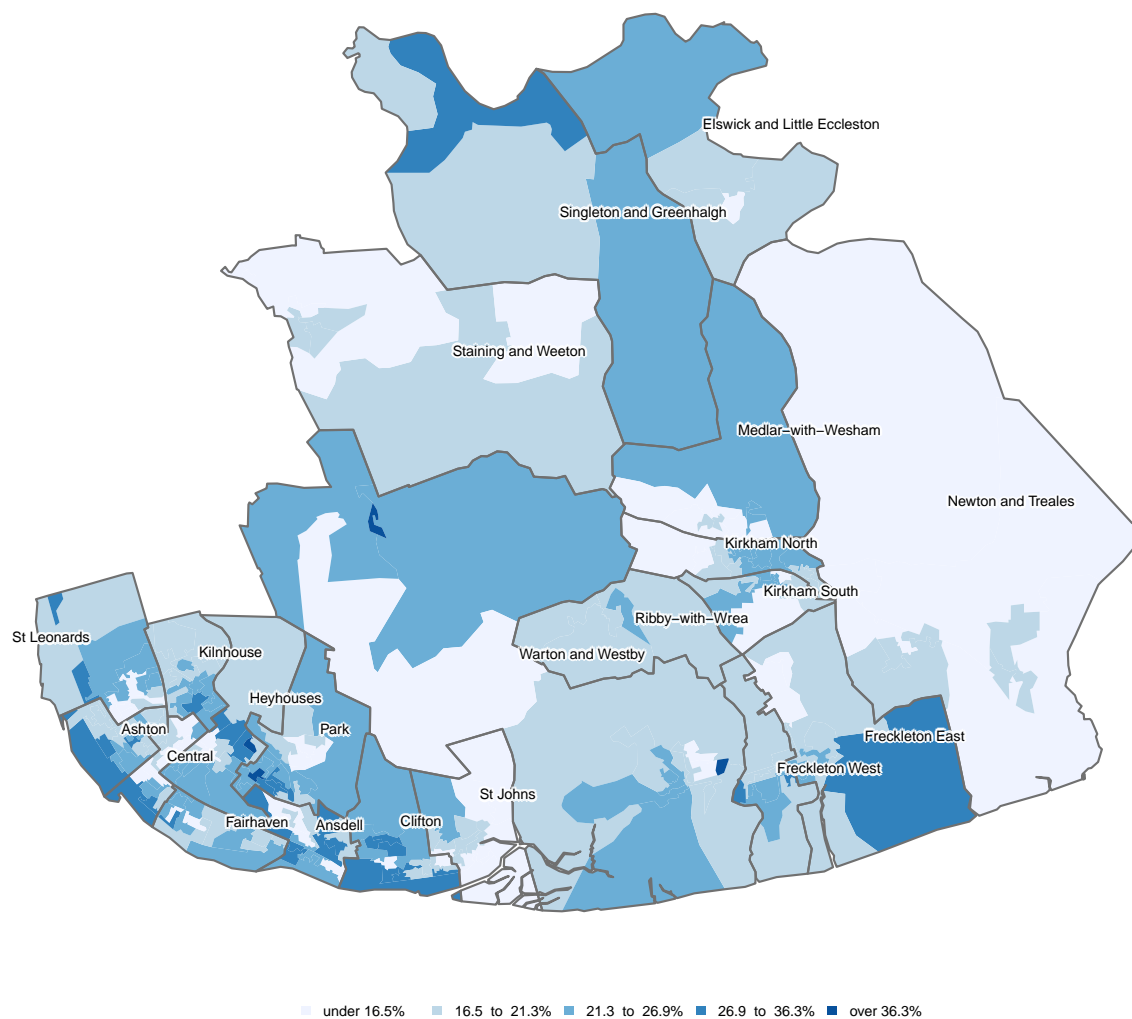 Elswick and Little Eccleston
Singleton and Greenhalgh
Staining and Weeton
Medlar−with−Wesham
Newton and Treales
Kirkham North
Kirkham South
Ribby−with−Wrea
St Leonards
Kilnhouse
Warton and Westby
Heyhouses
Ashton
Park
Freckleton East
Central
Freckleton West
St Johns
Fairhaven
Ansdell
Clifton
under 16.5% 16.5 to 21.3% 21.3 to 26.9% 26.9 to 36.3% over 36.3%